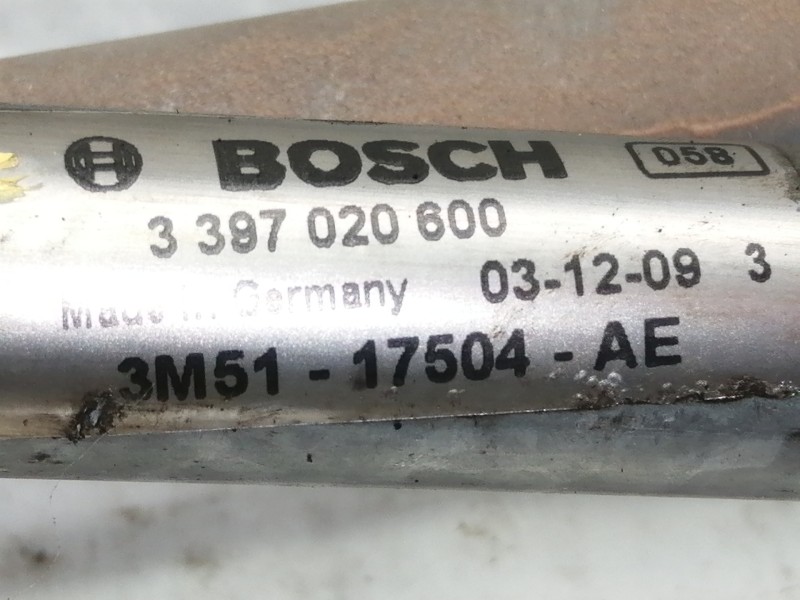 BOSCH 058
3 397 020 600
Made in Germany 03-12-09 3
3M51 - 17504 - AE